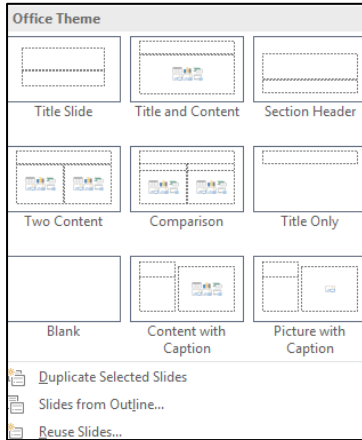 Office Theme
Title Slide
Title and Content
Section Header
Two Content
Comparison
Title Only
Blank
Content with Caption
Picture with Caption
Duplicate Selected Slides
Slides from Outline...
Reuse Slides...